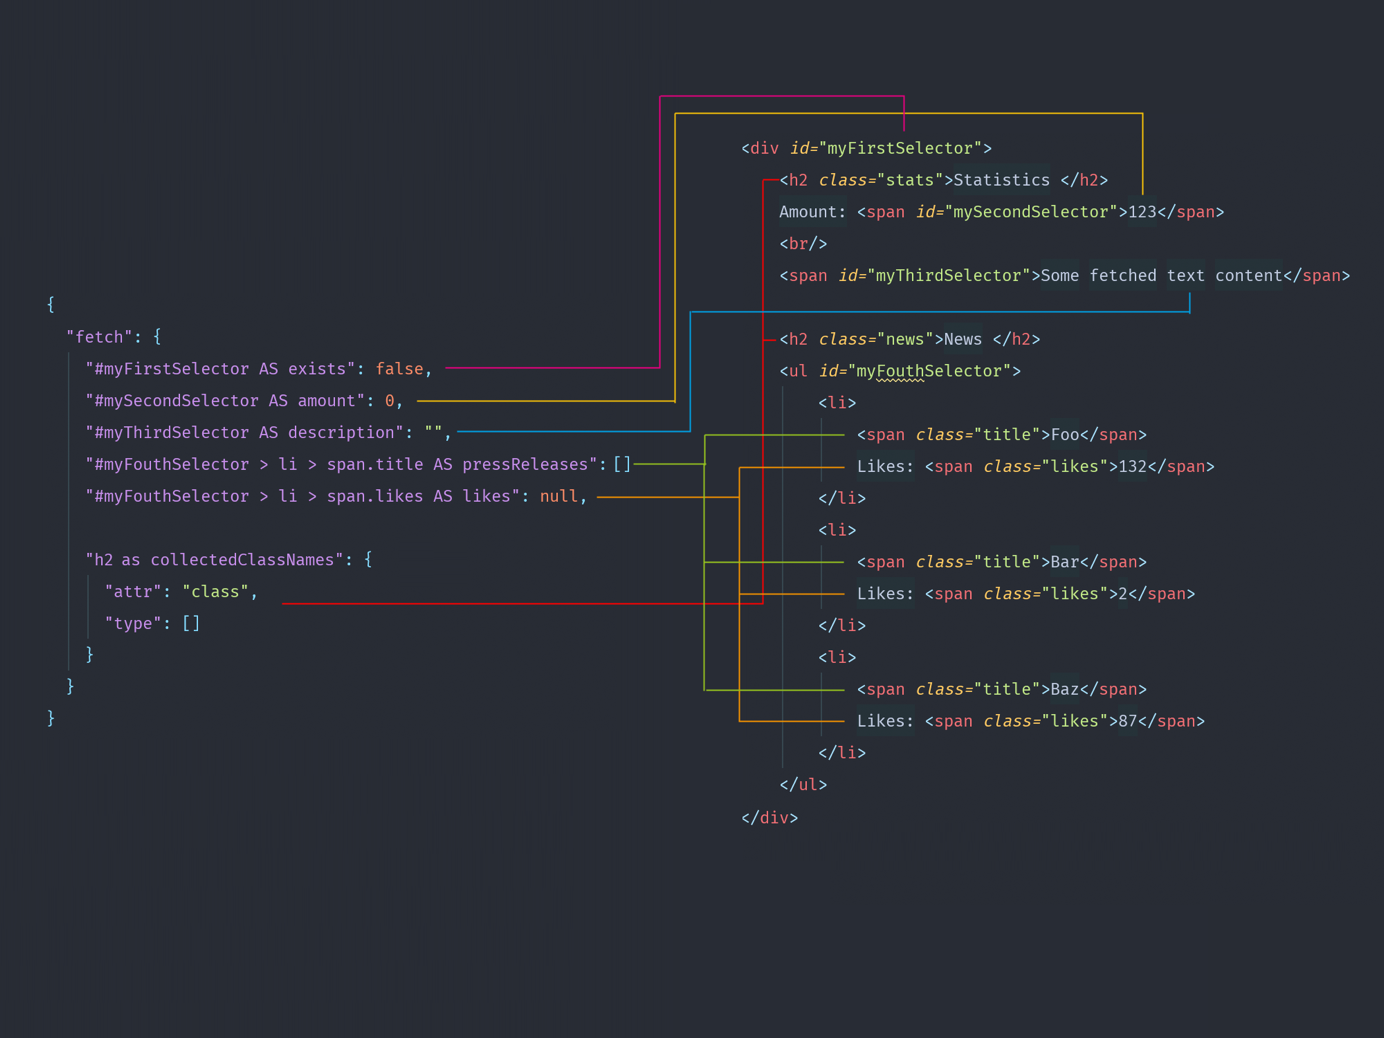 {
"fetch": {
"#myFirstSelector AS exists": false,
"#mySecondSelector AS amount": 0,
"#myThirdSelector AS description": "",
"#myFouthSelector > li > span.title AS pressReleases": []
"#myFouthSelector > li > span.likes AS likes": null,
"h2 as collectedClassNames": {
"attr": "class",
"type": []
}
}
}
<div id="myFirstSelector">
<h2 class="stats">Statistics </h2>
Amount: <span id="mySecondSelector">123</span>
<br/>
<span id="myThirdSelector">Some fetched text content</span>
<h2 class="news">News </h2>
<ul id="myFouthSelector">
<li>
<span class="title">Foo</span>
Likes: <span class="likes">132</span>
</li>
<li>
<span class="title">Bar</span>
Likes: <span class="likes">2</span>
</li>
<li>
<span class="title">Baz</span>
Likes: <span class="likes">87</span>
</li>
</ul>
</div>